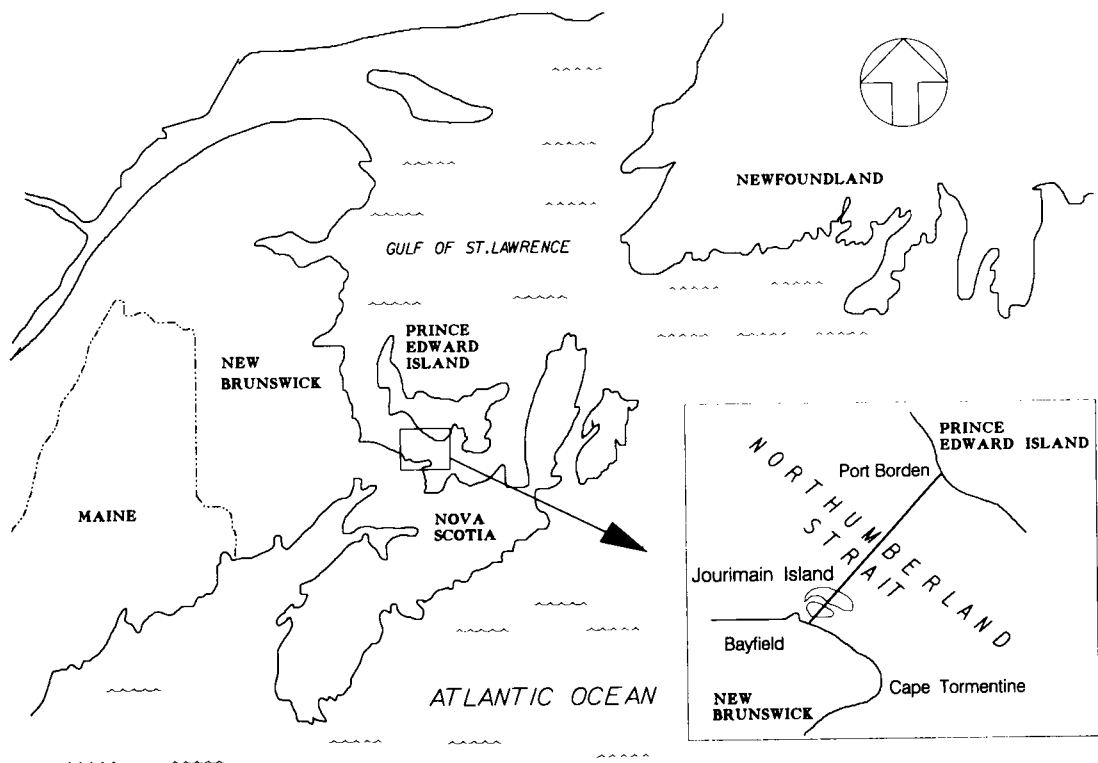 NEWFOUNDLAND
GULF OF ST.LAWRENCE
PRINCE
EDWARD
ISLAND
NEW
BRUNSWICK
MAINE
NOVA
SCOTIA
ATLANTIC OCEAN
PRINCE
EDWARD ISLAND
Port Borden
NORTHUMBERLAND
STRAIT
Jourimain Island
Bayfield
Cape Tormentine
NEW
BRUNSWICK